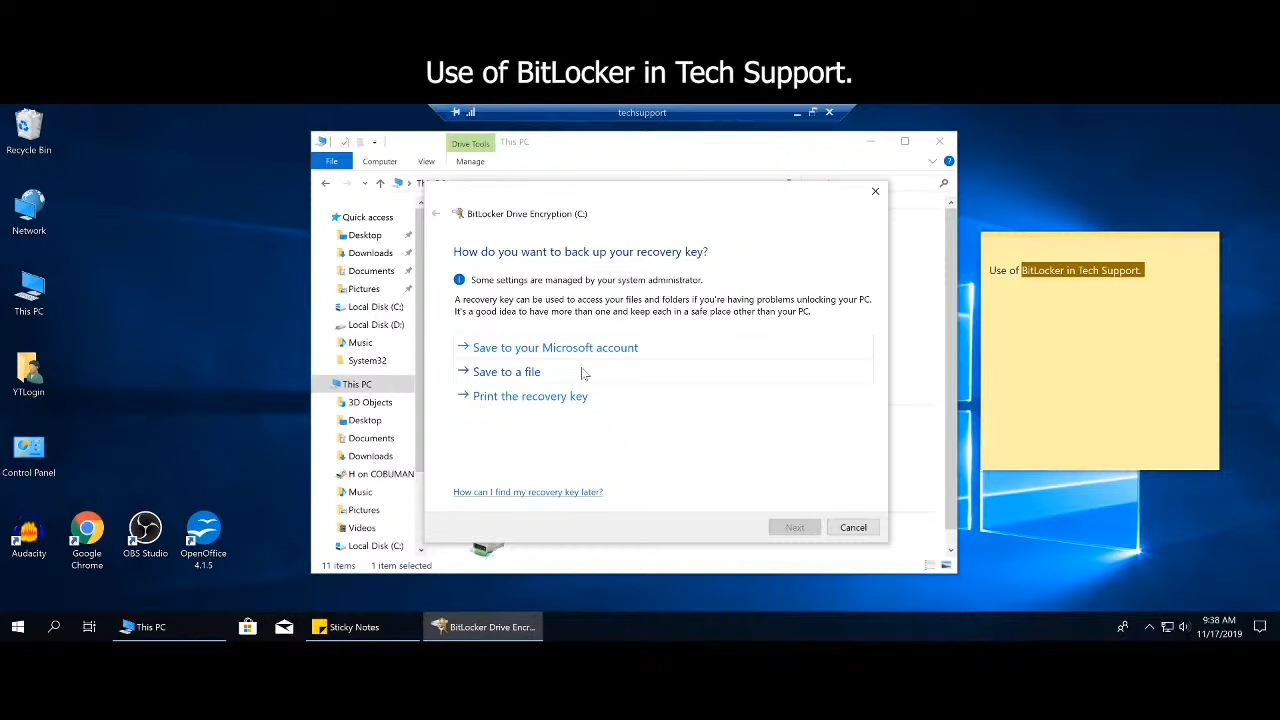 Use of BitLocker in Tech Support.
techsupport
Recycle Bin
Network
This PC
YTLogin
Control Panel
Audacity
Google
Chrome
OBS Studio
OpenOffice
4.1.5
Drive Tools
This PC
File
Computer
View
Manage
Quick access
Desktop
Downloads
Documents
Pictures
Local Disk (C:)
Local Disk (D:)
Music
System32
This PC
3D Objects
Desktop
Documents
Downloads
H on COBUMAN
Music
Pictures
Videos
Local Disk (C:)
11 items
1 item selected
BitLocker Drive Encryption (C:)
How do you want to back up your recovery key?
Some settings are managed by your system administrator.
A recovery key can be used to access your files and folders if you're having problems unlocking your PC.
It's a good idea to have more than one and keep each in a safe place other than your PC.
Save to your Microsoft account
Save to a file
Print the recovery key
How can I find my recovery key later?
Next
Cancel
Use of BitLocker in Tech Support.
This PC
Sticky Notes
BitLocker Drive Encr...
9:38 AM
11/17/2019